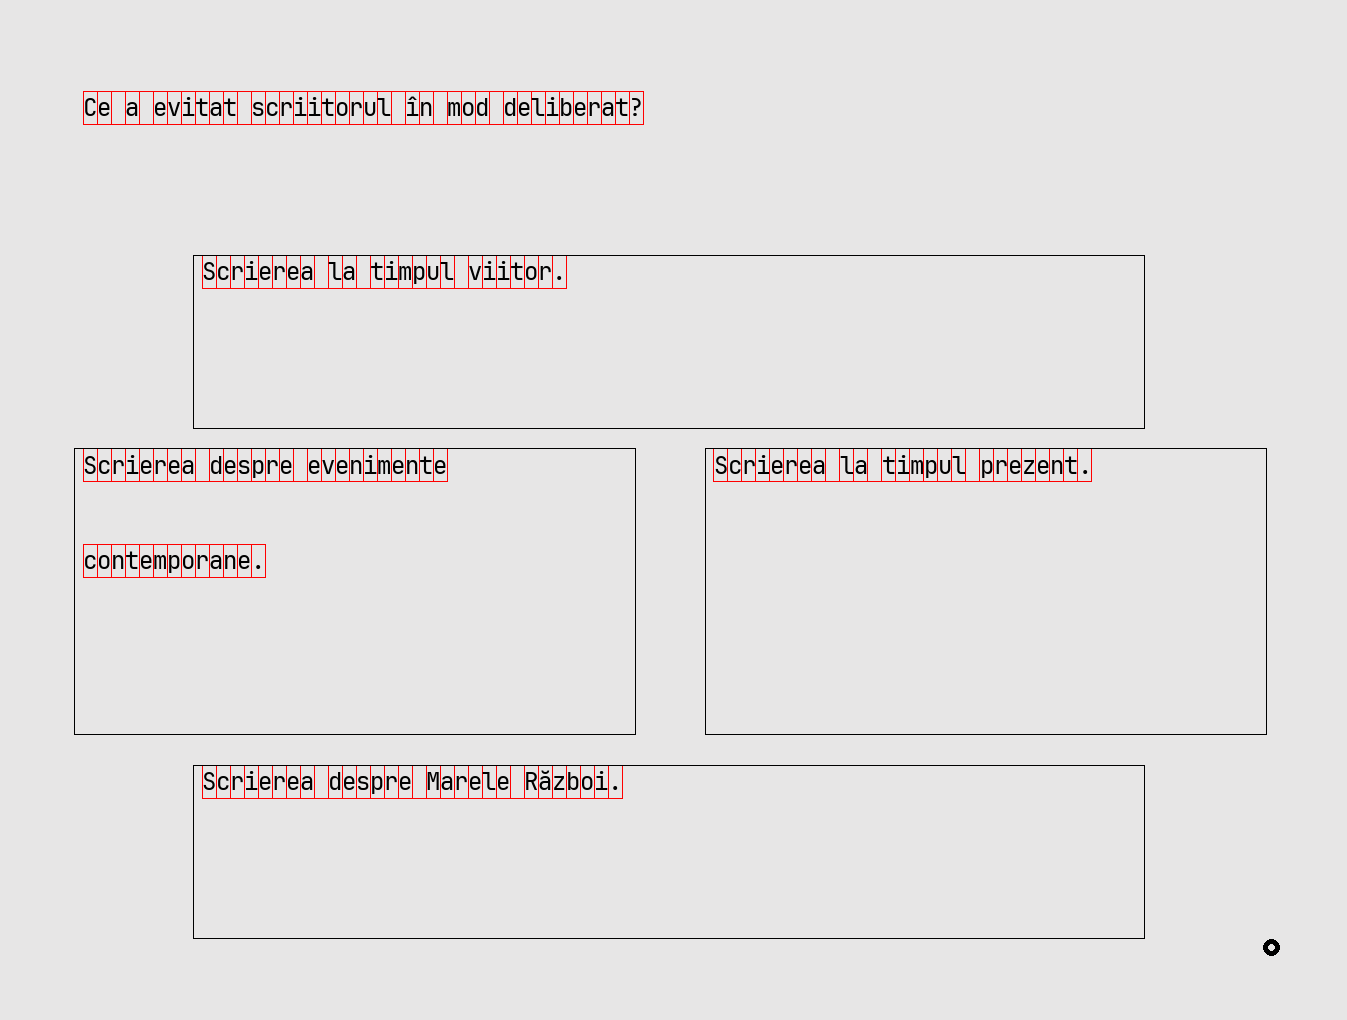 Ce a evitat scriitorul în mod deliberat?
Scrierea la timpul viitor.
Scrierea despre evenimente
contemporane.
Scrierea la timpul prezent.
Scrierea despre Marele Război.